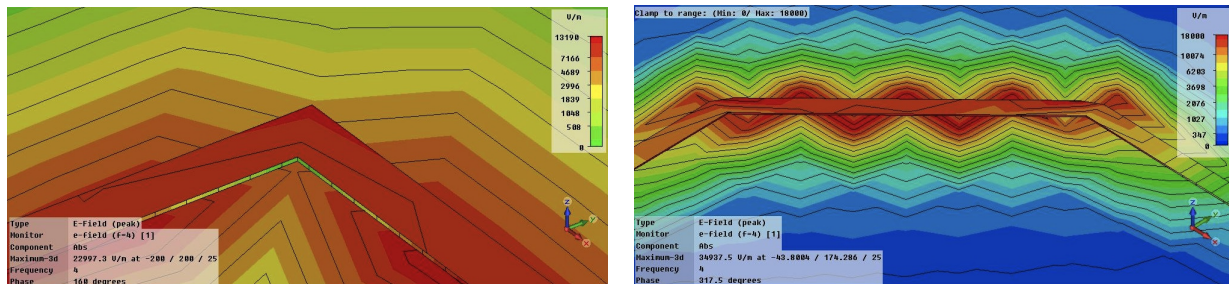 V/m
13190
7166
4689
2996
1839
1048
508
0
z
y
x
Type E-Field (peak)
Monitor e-field (f=4) [1]
Component Abs
Maximum-3d 22997.3 V/m at -200 / 200 / 25
Frequency 4
Phase 160 degrees
Clamp to range: (Min: 0/ Max: 18000)
V/m
18000
10074
6203
3698
2076
1027
347
0
z
y
x
Type E-Field (peak)
Monitor e-field (f=4) [1]
Component Abs
Maximum-3d 34937.5 V/m at -43.8004 / 174.286 / 25
Frequency 4
Phase 317.5 degrees